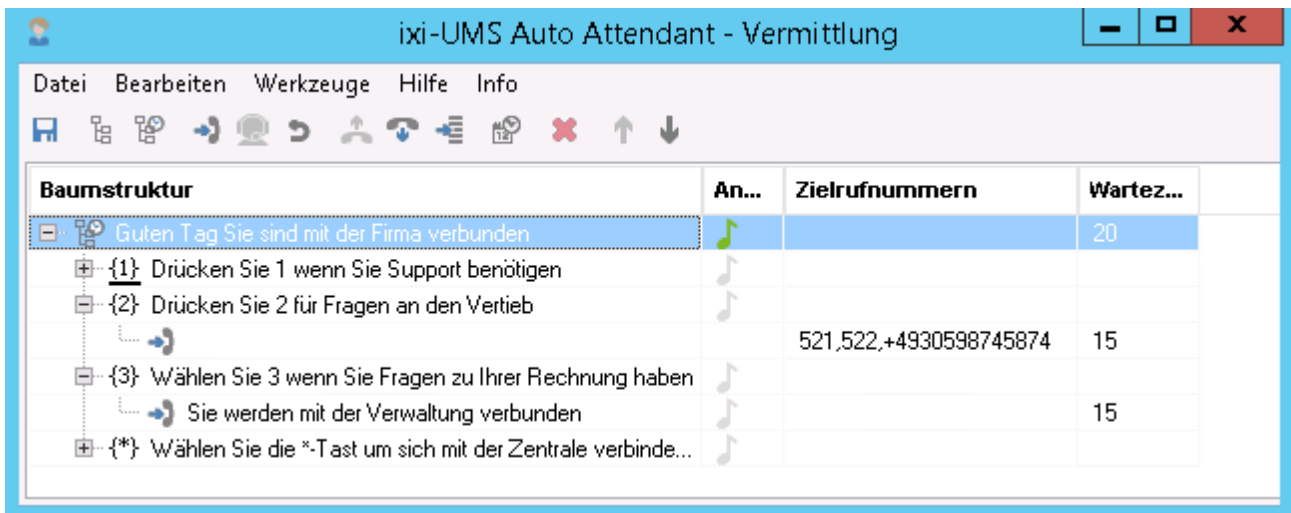 ixi-UMS Auto Attendant - Vermittlung
Datei Bearbeiten Werkzeuge Hilfe Info
Baumstruktur An... Zielrufnummern Wartez...
Guten Tag Sie sind mit der Firma verbunden 20
{1} Drücken Sie 1 wenn Sie Support benötigen
{2} Drücken Sie 2 für Fragen an den Vertieb
521,522,+4930598745874 15
{3} Wählen Sie 3 wenn Sie Fragen zu Ihrer Rechnung haben
Sie werden mit der Verwaltung verbunden 15
{*} Wählen Sie die *-Tast um sich mit der Zentrale verbinde...